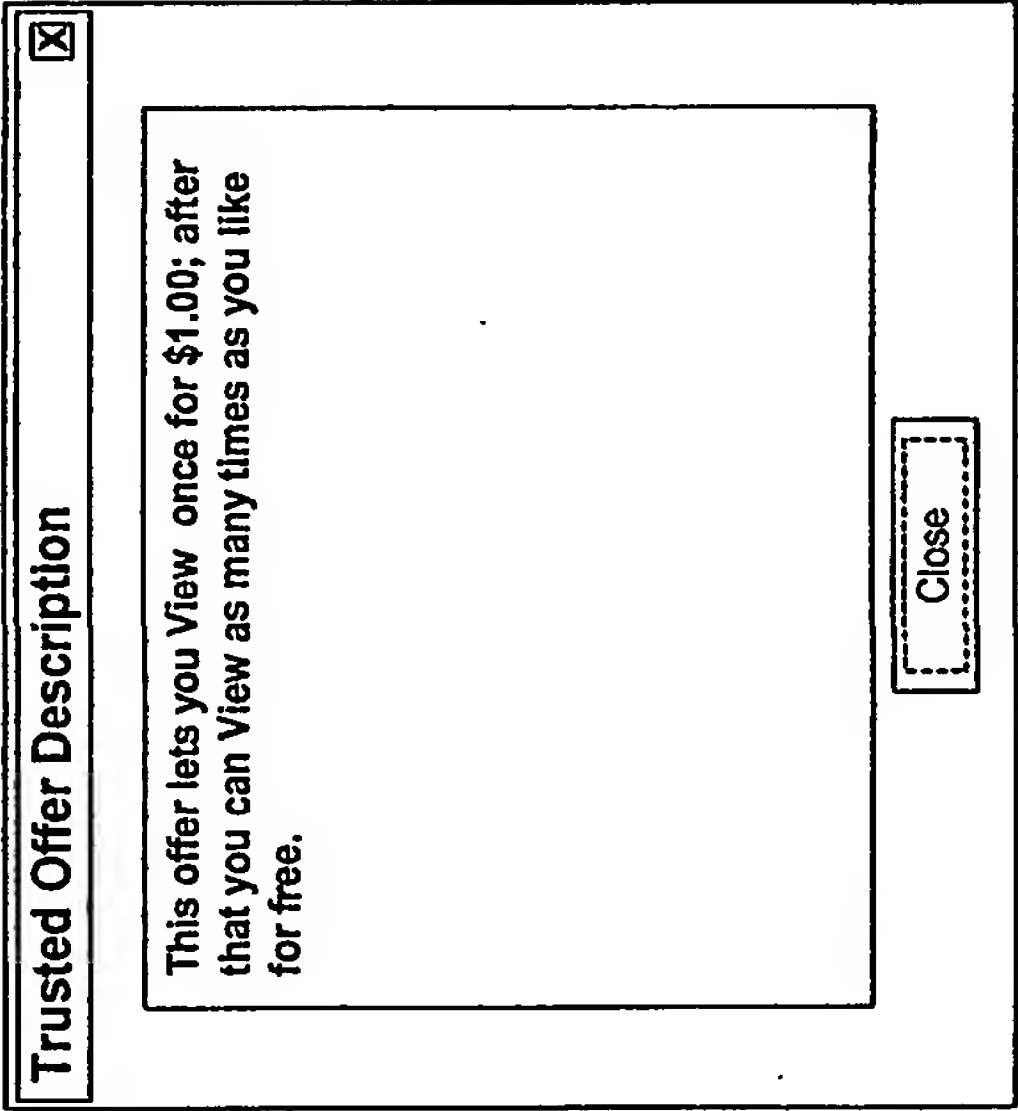 Trusted Offer Description
This offer lets you View once for $1.00; after
that you can View as many times as you like
for free.
Close